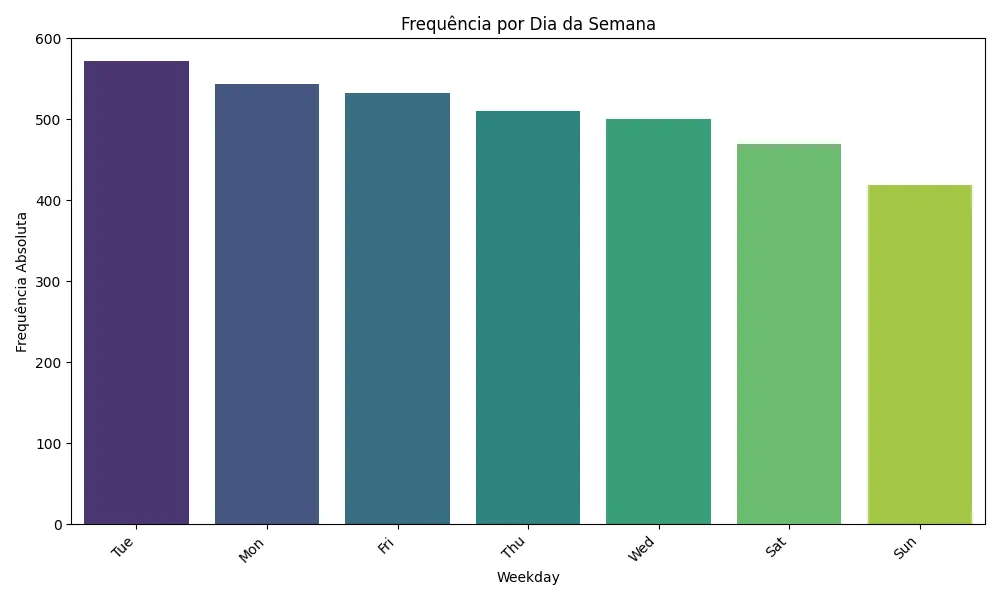 Frequência por Dia da Semana
600
500
400
300
200
100
0
Frequência Absoluta
Tue
Mon
Fri
Thu
Wed
Sat
Sun
Weekday